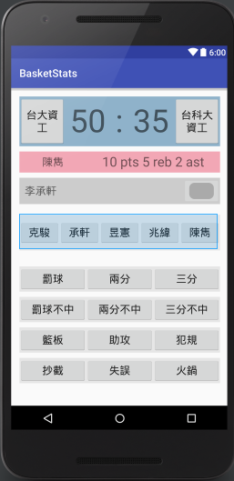 6:00
BasketStats
台大資工 50 : 35 台科大資工
陳雋 10 pts 5 reb 2 ast
李承軒
克駿 承軒 昱憲 兆緯 陳雋
罰球 兩分 三分
罰球不中 兩分不中 三分不中
籃板 助攻 犯規
抄截 失誤 火鍋